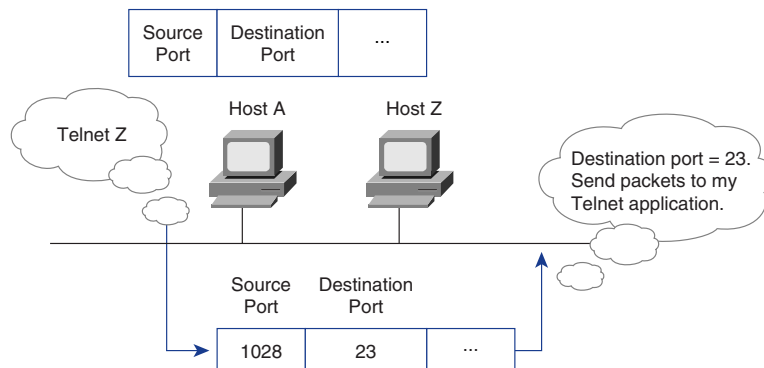 Source
Port
Destination
Port
...
Host A
Host Z
Telnet Z
Destination port = 23.
Send packets to my
Telnet application.
Source
Port
Destination
Port
1028
23
...